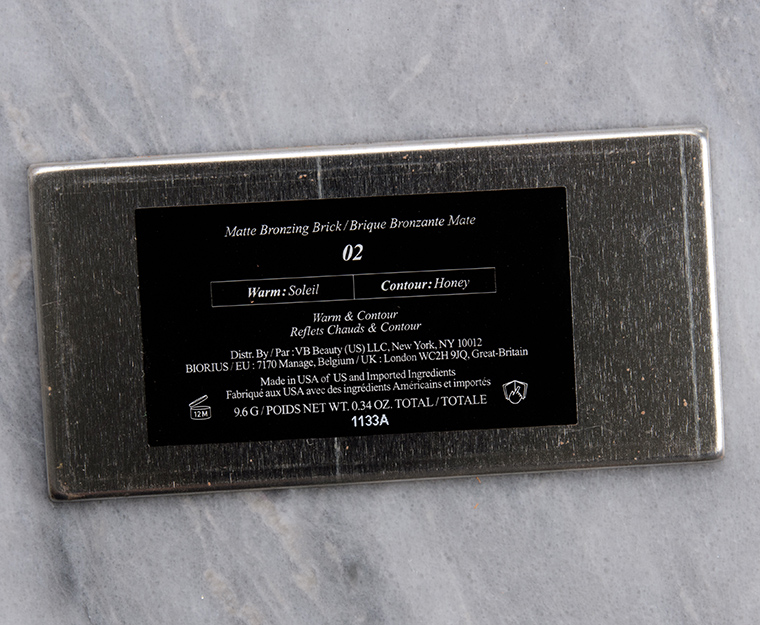 Matte Bronzing Brick/Brique Bronzante Mate
02
Warm: Soleil Contour: Honey
Warm & Contour
Reflets Chauds & Contour
Distr. By / Par : VB Beauty (US) LLC, New York, NY 10012
BIORIUS / EU : 7170 Manage, Belgium / UK : London WC2H 9JQ, Great-Britain
Made in USA of US and Imported Ingredients
Fabriqué aux USA avec des ingrédients Américains et importés
12M
9.6 G / POIDS NET WT. 0.34 OZ. TOTAL / TOTALE
1133A